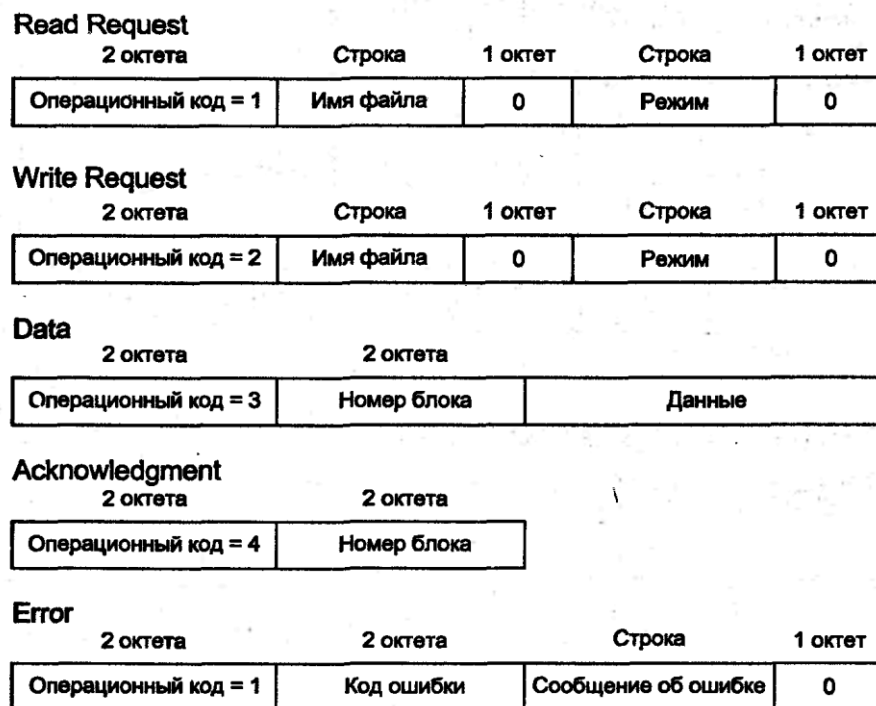 Read Request
2 октета Строка 1 октет Строка 1 октет
Операционный код = 1 Имя файла 0 Режим 0
Write Request
2 октета Строка 1 октет Строка 1 октет
Операционный код = 2 Имя файла 0 Режим 0
Data
2 октета 2 октета
Операционный код = 3 Номер блока Данные
Acknowledgment
2 октета 2 октета
Операционный код = 4 Номер блока
Error
2 октета 2 октета Строка 1 октет
Операционный код = 1 Код ошибки Сообщение об ошибке 0